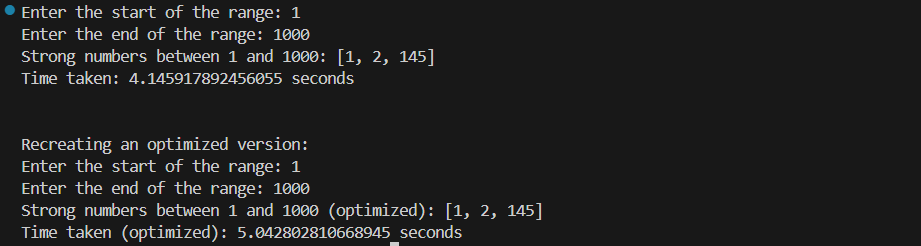 Enter the start of the range: 1
Enter the end of the range: 1000
Strong numbers between 1 and 1000: [1, 2, 145]
Time taken: 4.145917892456055 seconds
Recreating an optimized version:
Enter the start of the range: 1
Enter the end of the range: 1000
Strong numbers between 1 and 1000 (optimized): [1, 2, 145]
Time taken (optimized): 5.042802810668945 seconds